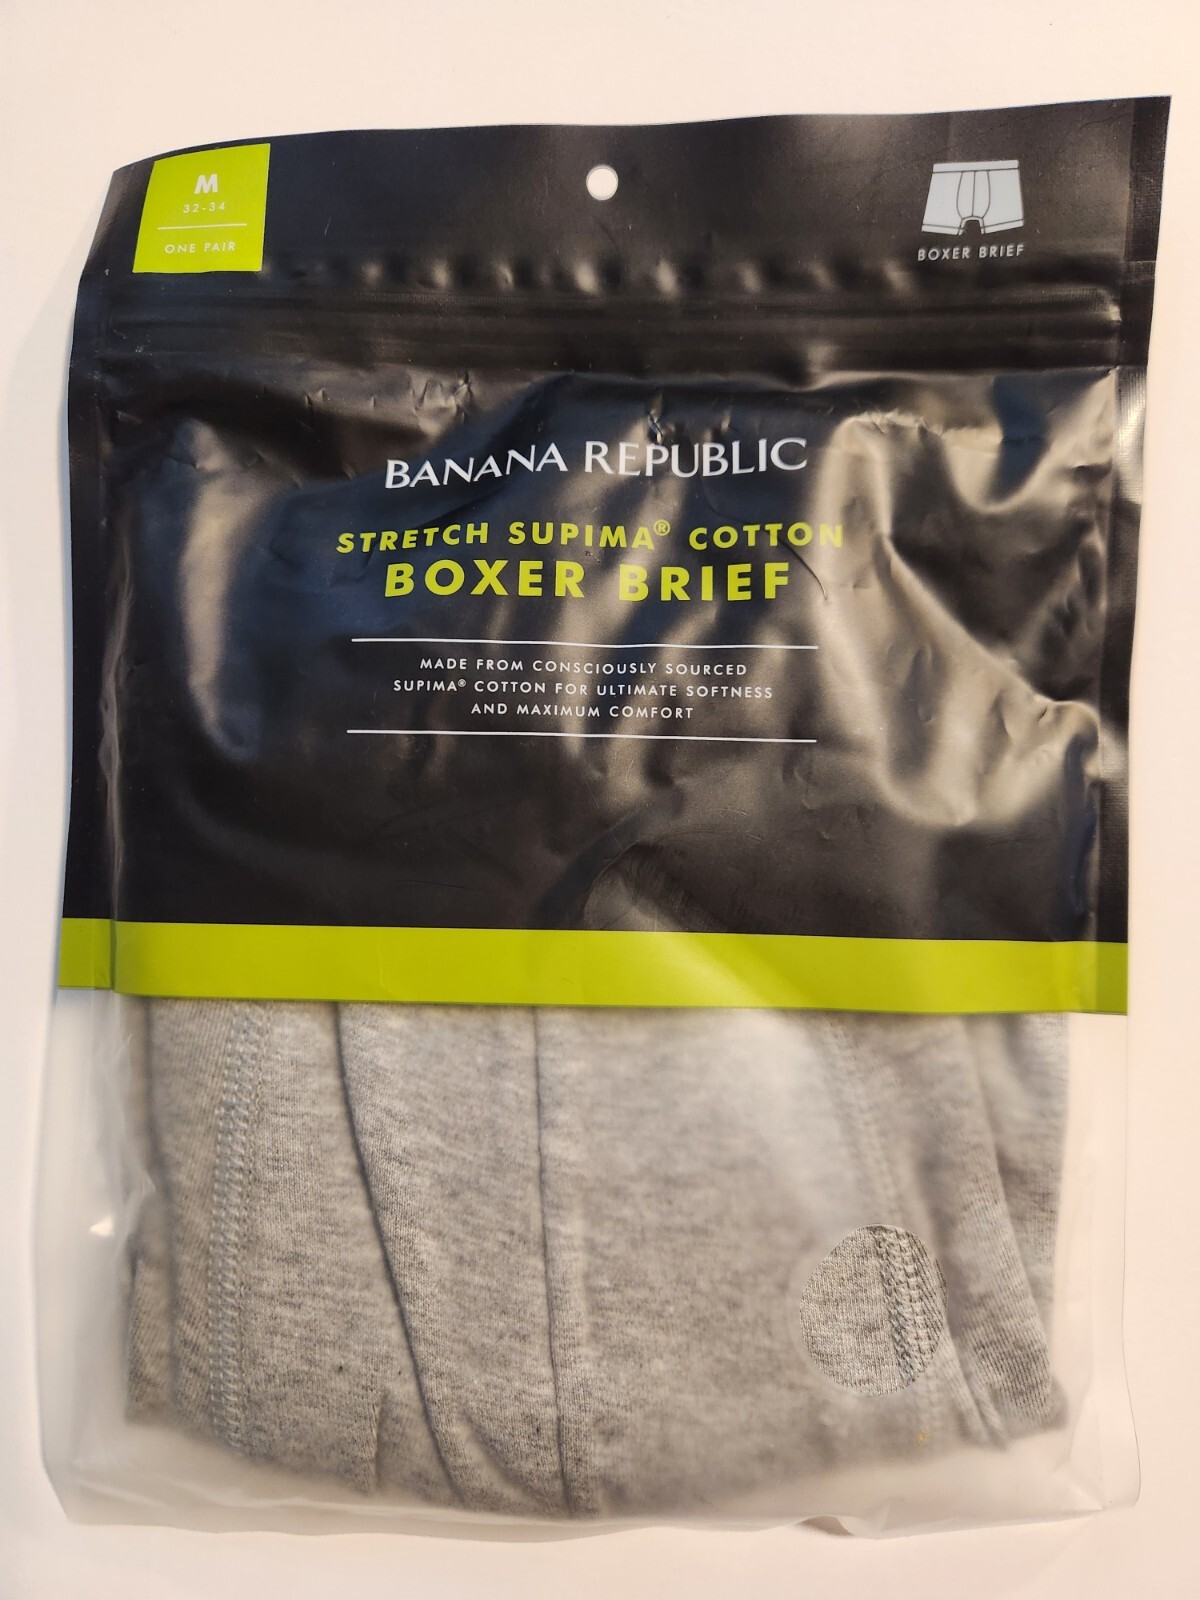 M
32-34
ONE PAIR
BOXER BRIEF
BANANA REPUBLIC
STRETCH SUPIMA® COTTON
BOXER BRIEF
MADE FROM CONSCIOUSLY SOURCED
SUPIMA® COTTON FOR ULTIMATE SOFTNESS
AND MAXIMUM COMFORT